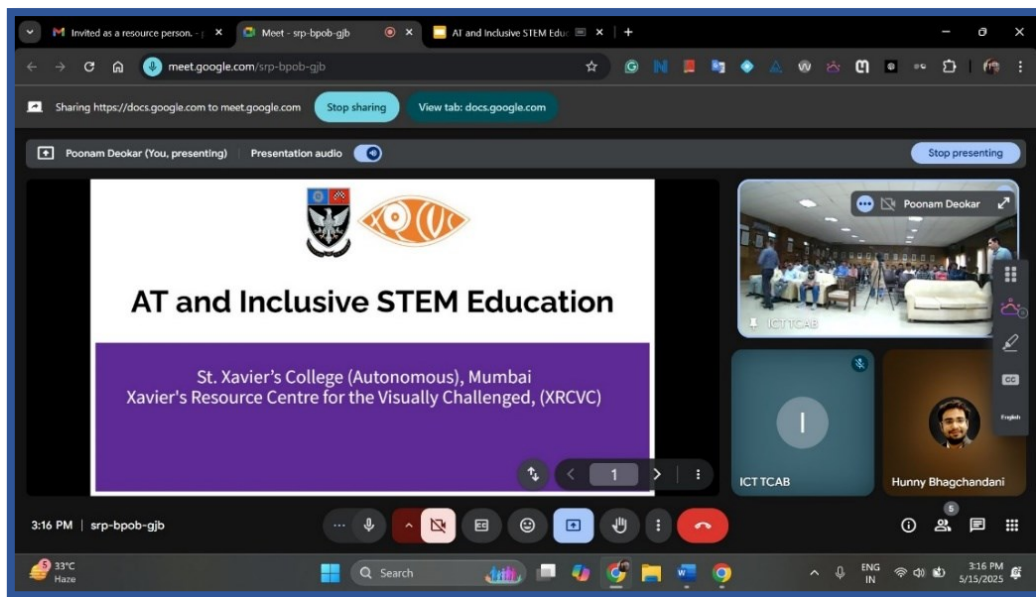 Invited as a resource person. -
Meet - srp-bpob-gjb
AT and Inclusive STEM Educ
meet.google.com/srp-bpob-gjb
Sharing https://docs.google.com to meet.google.com
Stop sharing
View tab: docs.google.com
Poonam Deokar (You, presenting)
Presentation audio
Stop presenting
XRCVC
AT and Inclusive STEM Education
St. Xavier's College (Autonomous), Mumbai
Xavier's Resource Centre for the Visually Challenged, (XRCVC)
1
Poonam Deokar
ICT TCAB
I
ICT TCAB
Hunny Bhagchandani
CC
English
3:16 PM | srp-bpob-gjb
5
5
33°C
Haze
Search
ENG
IN
3:16 PM
5/15/2025